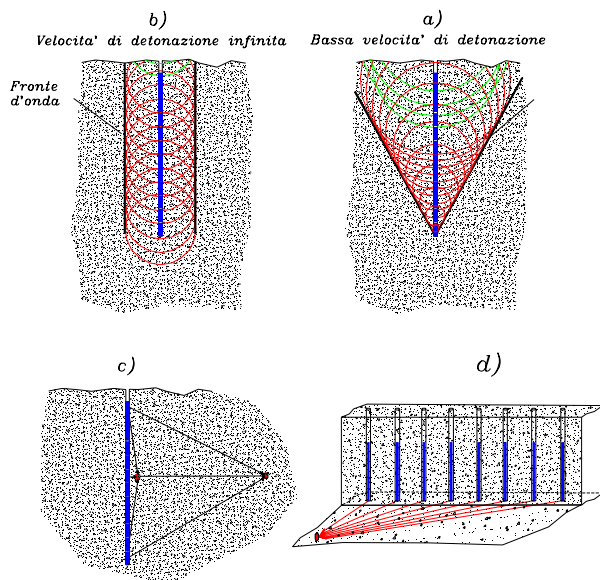 b)
Velocita' di detonazione infinita
a)
Bassa velocita' di detonazione
Fronte
d'onda
c)
d)